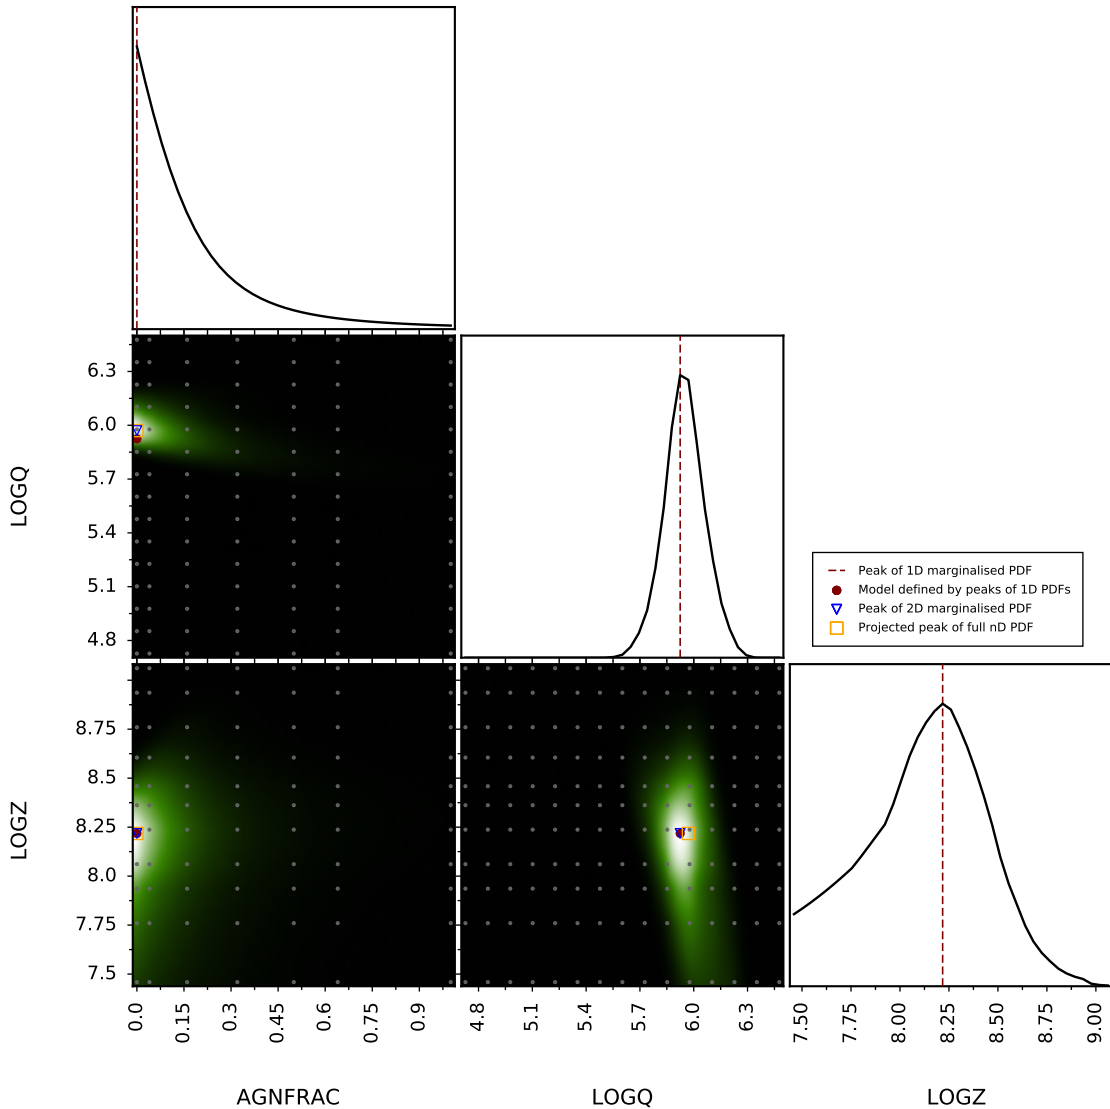 6.3
6.0
5.7
5.4
5.1
4.8
LOGQ
Peak of 1D marginalised PDF
Model defined by peaks of 1D PDFs
Peak of 2D marginalised PDF
Projected peak of full nD PDF
8.75
8.5
8.25
8.0
7.75
7.5
LOGZ
0.0 0.15 0.3 0.45 0.6 0.75 0.9
4.8 5.1 5.4 5.7 6.0 6.3
7.50 7.75 8.00 8.25 8.50 8.75 9.00
AGNFRAC
LOGQ
LOGZ